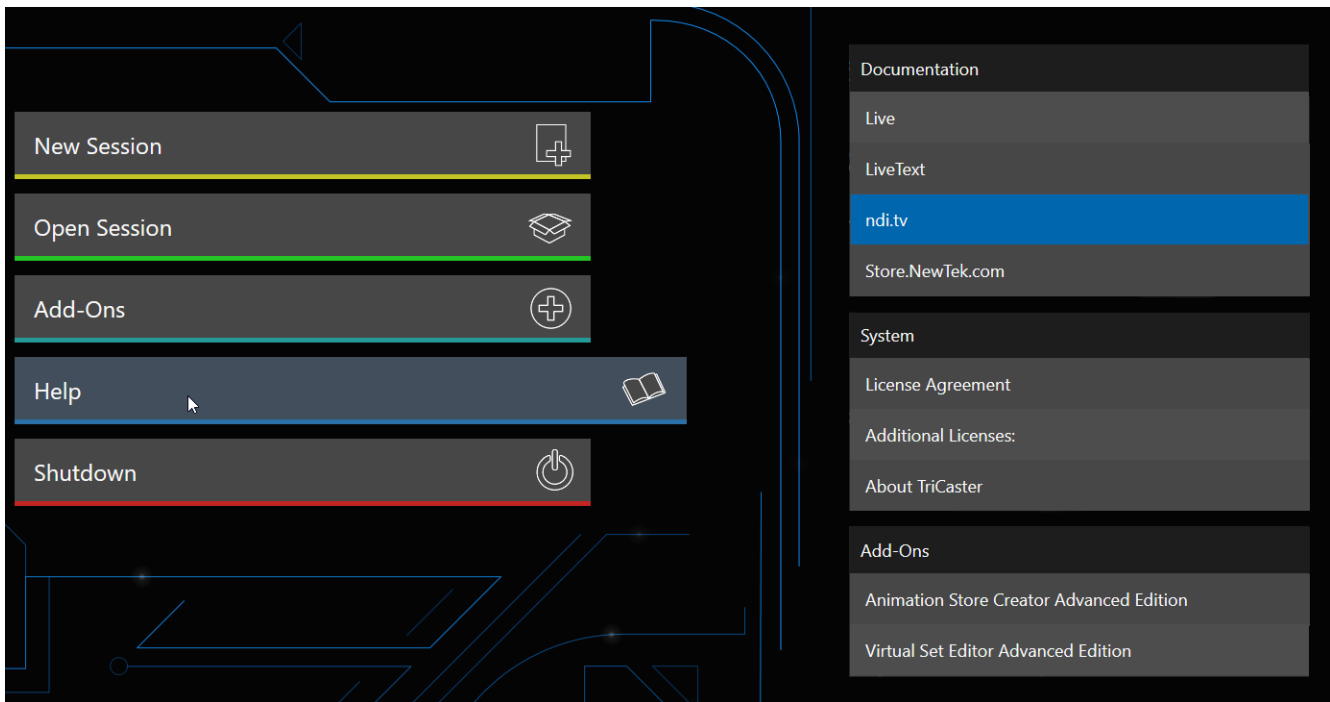 New Session
Open Session
Add-Ons
Help
Shutdown
Documentation
Live
LiveText
ndi.tv
Store.NewTek.com
System
License Agreement
Additional Licenses:
About TriCaster
Add-Ons
Animation Store Creator Advanced Edition
Virtual Set Editor Advanced Edition